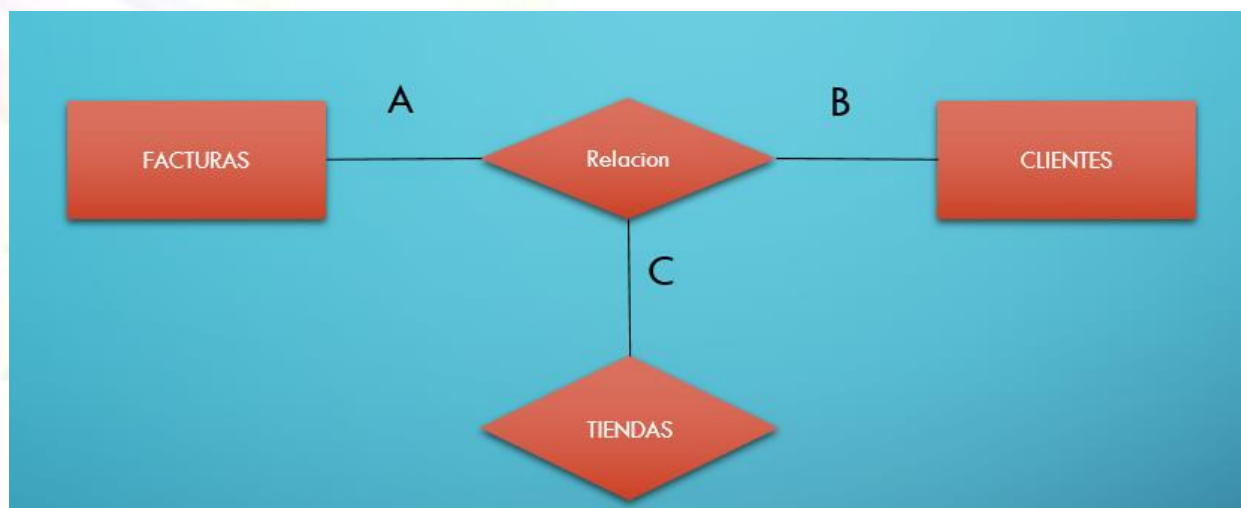 A
B
FACTURAS
Relacion
CLIENTES
C
TIENDAS